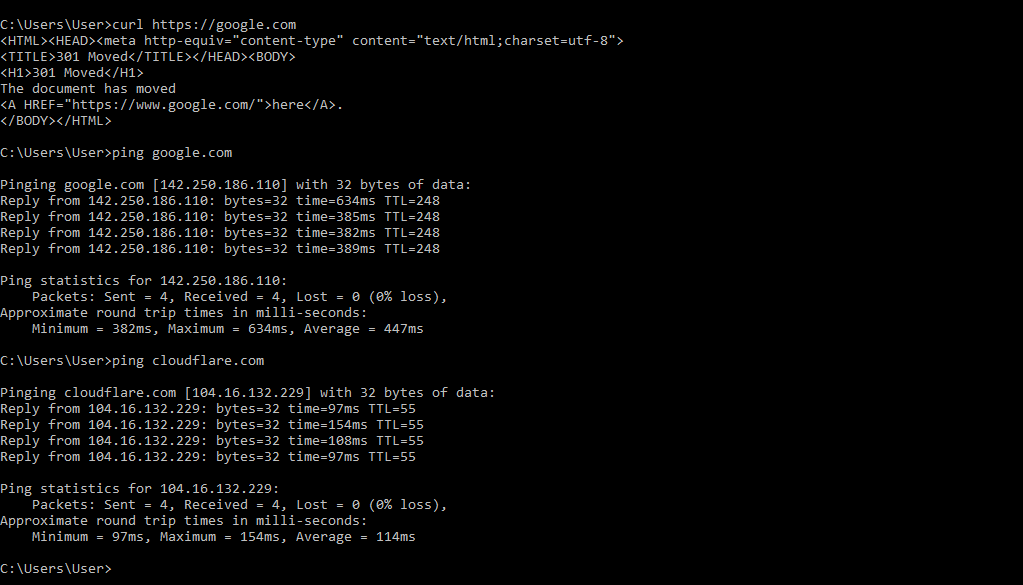 C:\Users\User>curl https://google.com
<HTML><HEAD><meta http-equiv="content-type" content="text/html;charset=utf-8">
<TITLE>301 Moved</TITLE></HEAD><BODY>
<H1>301 Moved</H1>
The document has moved
<A HREF="https://www.google.com/">here</A>.
</BODY></HTML>
C:\Users\User>ping google.com
Pinging google.com [142.250.186.110] with 32 bytes of data:
Reply from 142.250.186.110: bytes=32 time=634ms TTL=248
Reply from 142.250.186.110: bytes=32 time=385ms TTL=248
Reply from 142.250.186.110: bytes=32 time=382ms TTL=248
Reply from 142.250.186.110: bytes=32 time=389ms TTL=248
Ping statistics for 142.250.186.110:
    Packets: Sent = 4, Received = 4, Lost = 0 (0% loss),
Approximate round trip times in milli-seconds:
    Minimum = 382ms, Maximum = 634ms, Average = 447ms
C:\Users\User>ping cloudflare.com
Pinging cloudflare.com [104.16.132.229] with 32 bytes of data:
Reply from 104.16.132.229: bytes=32 time=97ms TTL=55
Reply from 104.16.132.229: bytes=32 time=154ms TTL=55
Reply from 104.16.132.229: bytes=32 time=108ms TTL=55
Reply from 104.16.132.229: bytes=32 time=97ms TTL=55
Ping statistics for 104.16.132.229:
    Packets: Sent = 4, Received = 4, Lost = 0 (0% loss),
Approximate round trip times in milli-seconds:
    Minimum = 97ms, Maximum = 154ms, Average = 114ms
C:\Users\User>